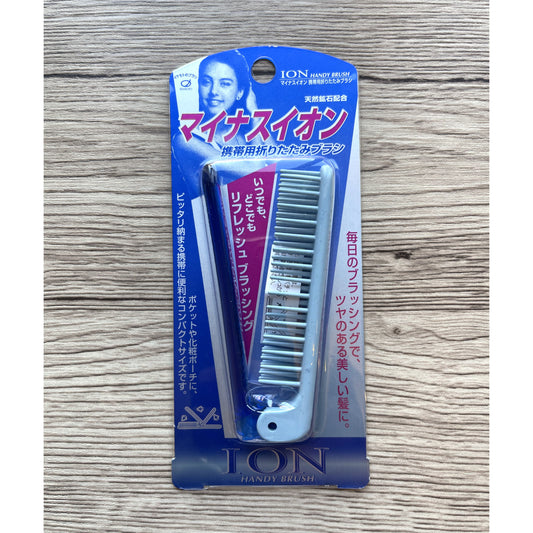 ION HANDY BRUSH
マイナスイオン 携帯用折りたたみブラシ
天然鉱石配合
マイナスイオン
携帯用折りたたみブラシ
いつでも、
どこでも
リフレッシュ ブラッシング
毎日のブラッシングで、
ツヤのある美しい髪に。
ポケットや化粧ポーチに、
ピッタリ納まる携帯に便利なコンパクトサイズです。
ION
HANDY BRUSH